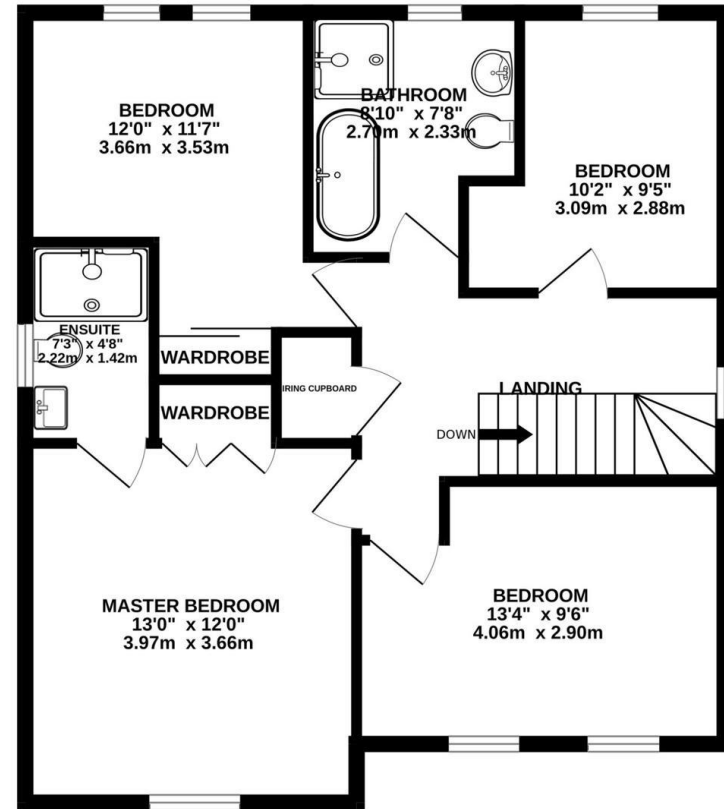 BEDROOM
12'0" x 11'7"
3.66m x 3.53m
BATHROOM
8'10" x 7'8"
2.70m x 2.33m
BEDROOM
10'2" x 9'5"
3.09m x 2.88m
ENSUITE
7'3" x 4'8"
2.22m x 1.42m
WARDROBE
WARDROBE
IRING CUPBOARD
LANDING
DOWN
MASTER BEDROOM
13'0" x 12'0"
3.97m x 3.66m
BEDROOM
13'4" x 9'6"
4.06m x 2.90m